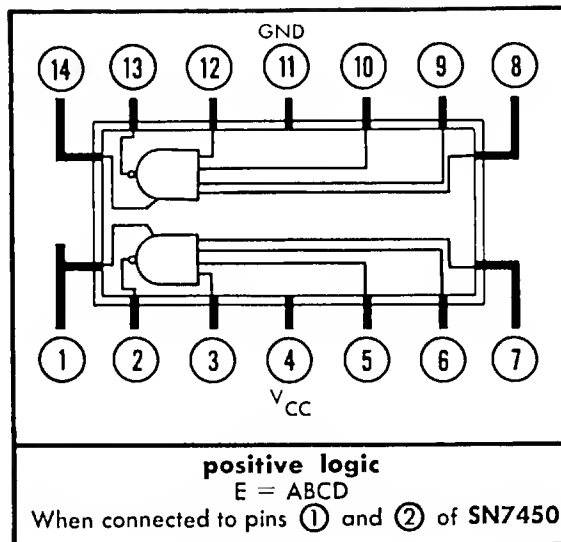 GND
14 13 12 11 10 9 8
1 2 3 4 5 6 7
VCC
positive logic
E = ABCD
When connected to pins 1 and 2 of SN7450